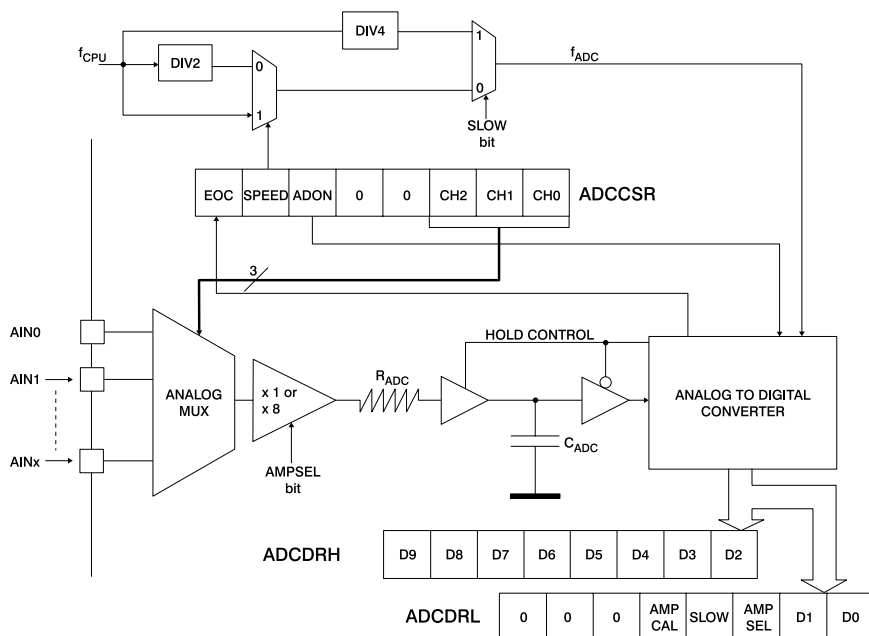 DIV4
1
fCPU
DIV2
0
fADC
0
1
SLOW
bit
EOC SPEED ADON 0 0 CH2 CH1 CH0 ADCCSR
3
HOLD CONTROL
AIN0
RADC
AIN1
ANALOG
MUX
x 1 or
x 8
ANALOG TO DIGITAL
CONVERTER
CADC
AINx
AMPSEL
bit
ADCDRH D9 D8 D7 D6 D5 D4 D3 D2
ADCDRL 0 0 0 AMP CAL SLOW AMP SEL D1 D0